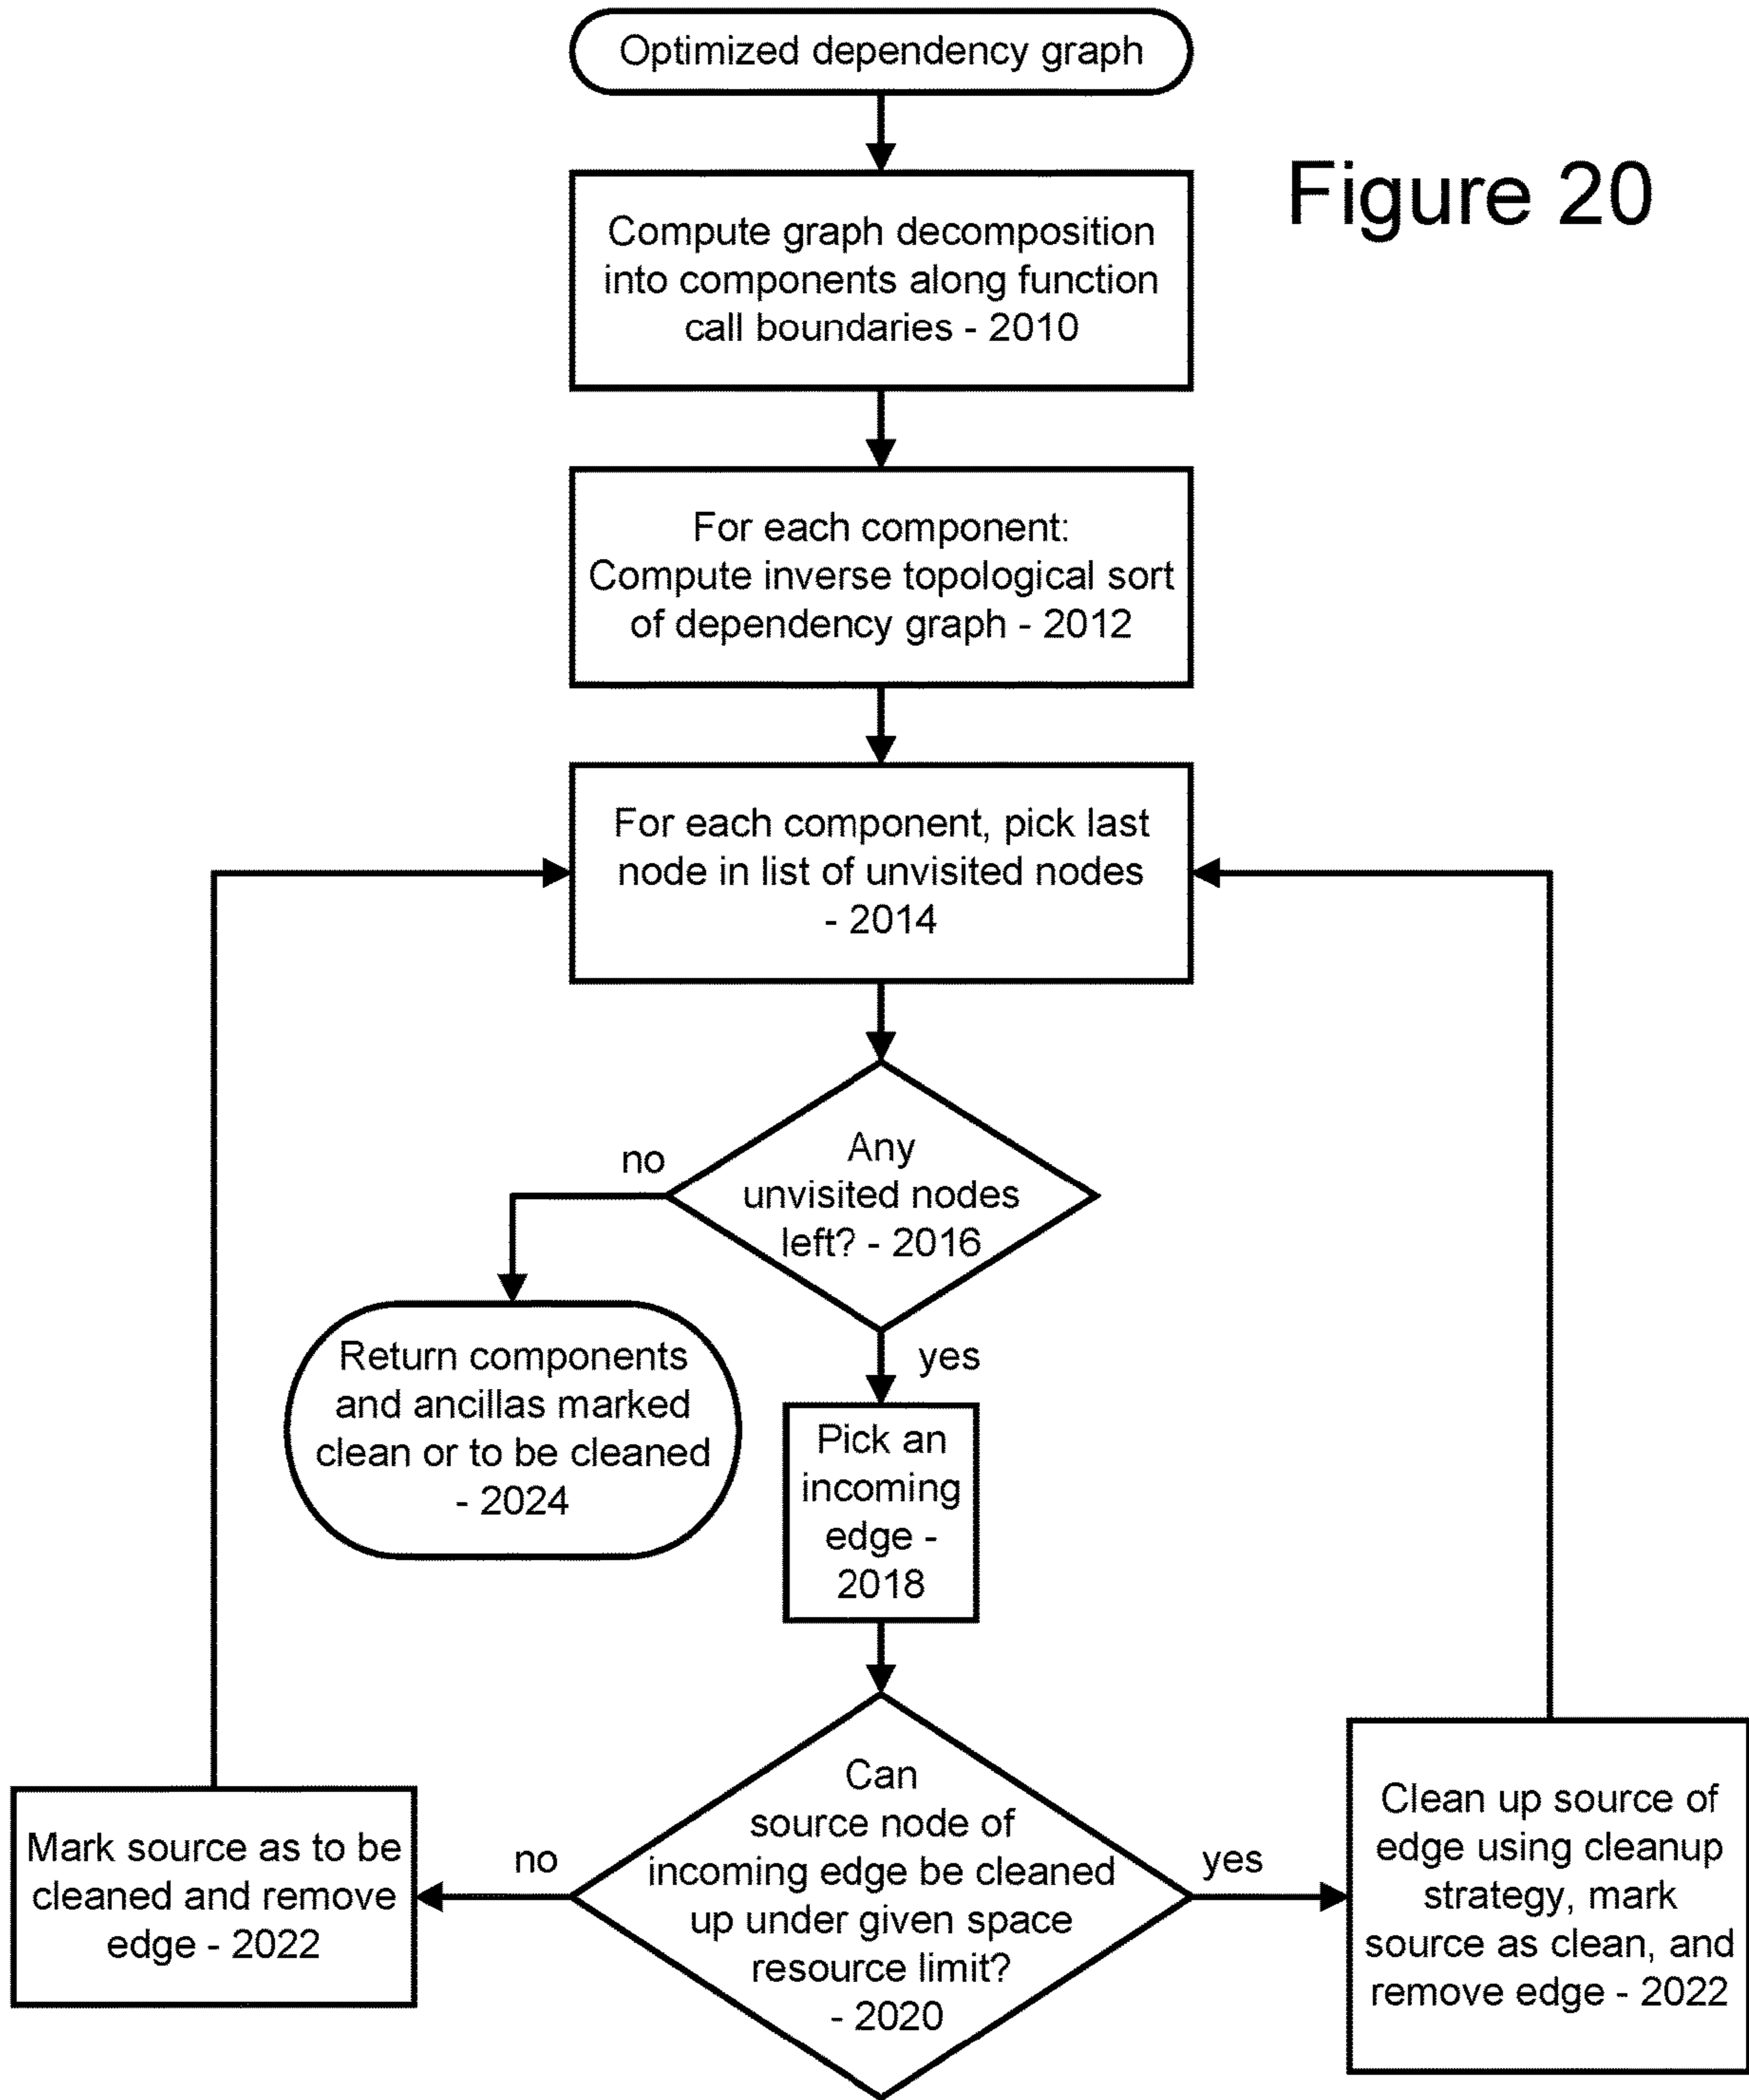 Optimized dependency graph
Figure 20
Compute graph decomposition
into components along function
call boundaries - 2010
For each component:
Compute inverse topological sort
of dependency graph - 2012
For each component, pick last
node in list of unvisited nodes
- 2014
Any
unvisited nodes
left? - 2016
no
yes
Return components
and ancillas marked
clean or to be cleaned
- 2024
Pick an
incoming
edge -
2018
Can
source node of
incoming edge be cleaned
up under given space
resource limit?
- 2020
no
yes
Mark source as to be
cleaned and remove
edge - 2022
Clean up source of
edge using cleanup
strategy, mark
source as clean, and
remove edge - 2022